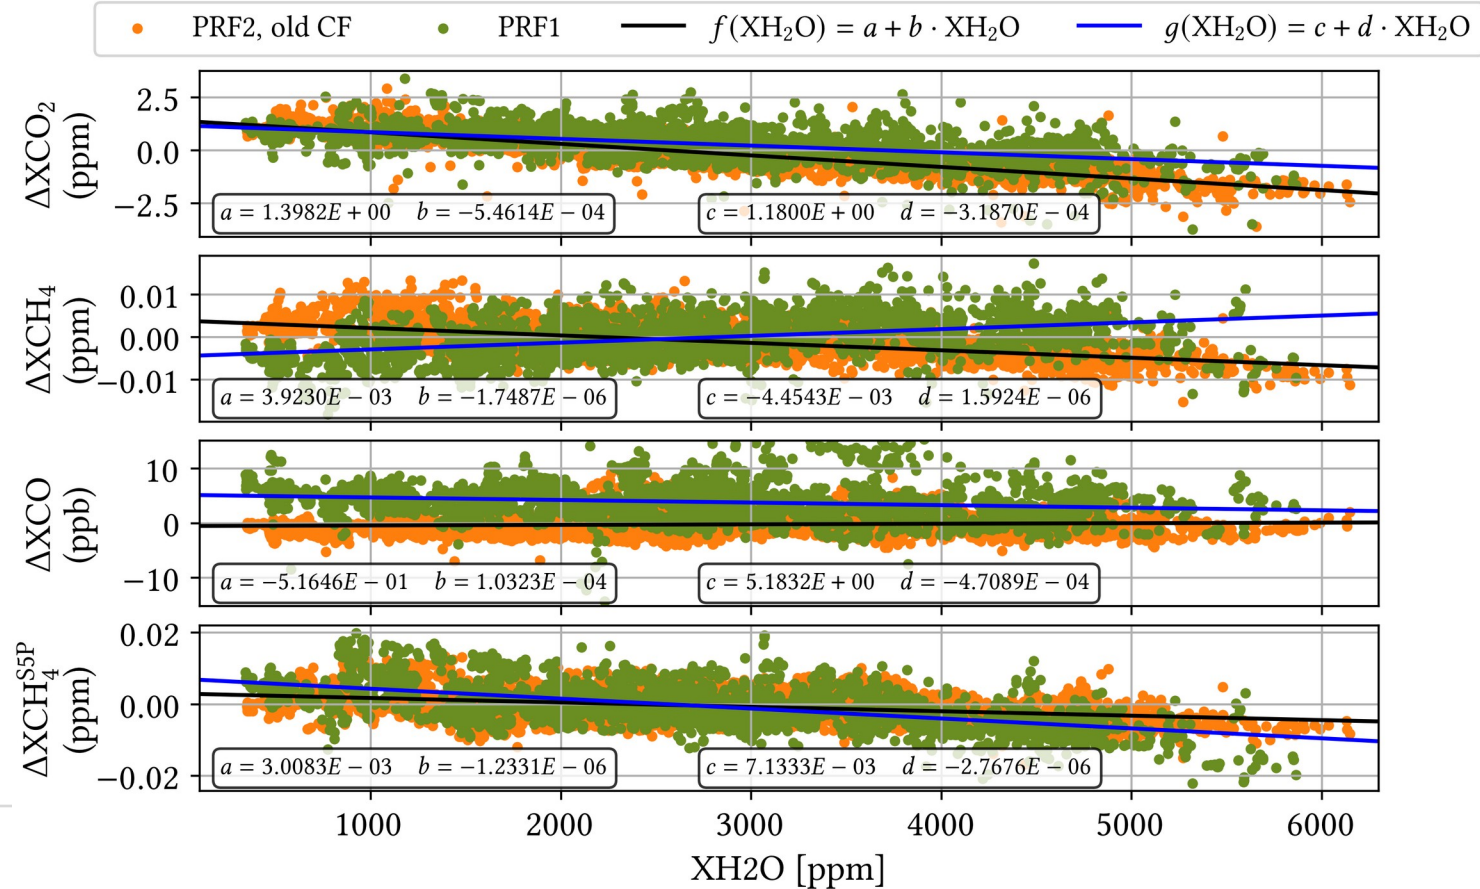 PRF2, old CF PRF1 f(XH₂O) = a + b · XH₂O g(XH₂O) = c + d · XH₂O
ΔXCO₂
(ppm)
2.5
0.0
−2.5
a = 1.3982E + 00 b = −5.4614E − 04
c = 1.1800E + 00 d = −3.1870E − 04
ΔXCH₄
(ppm)
0.01
0.00
−0.01
a = 3.9230E − 03 b = −1.7487E − 06
c = −4.4543E − 03 d = 1.5924E − 06
ΔXCO
(ppb)
10
0
−10
a = −5.1646E − 01 b = 1.0323E − 04
c = 5.1832E + 00 d = −4.7089E − 04
ΔXCH₄^S5P
(ppm)
0.02
0.00
−0.02
a = 3.0083E − 03 b = −1.2331E − 06
c = 7.1333E − 03 d = −2.7676E − 06
1000 2000 3000 4000 5000 6000
XH2O [ppm]